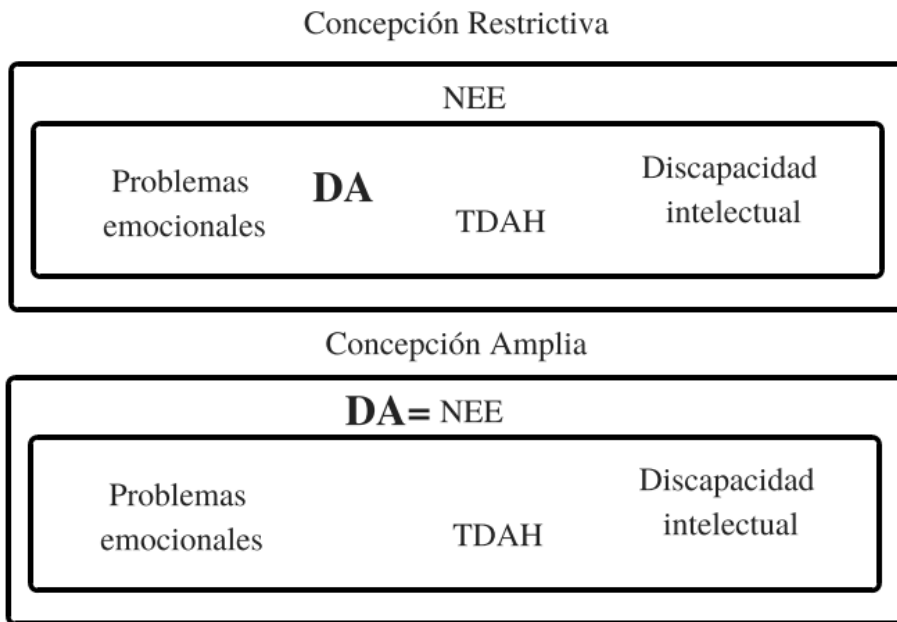 Concepción Restrictiva
NEE
Problemas
emocionales
DA
TDAH
Discapacidad
intelectual
Concepción Amplia
DA= NEE
Problemas
emocionales
TDAH
Discapacidad
intelectual